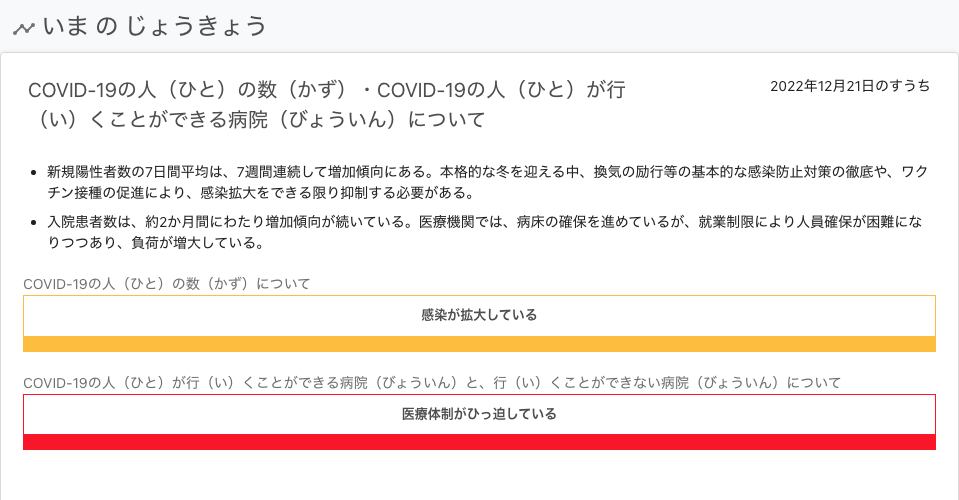 いま の じょうきょう
COVID-19の人（ひと）の数（かず）・COVID-19の人（ひと）が行
（い）くことができる病院（びょういん）について
2022年12月21日のすうち
• 新規陽性者数の7日間平均は、7週間連続して増加傾向にある。本格的な冬を迎える中、換気の励行等の基本的な感染防止対策の徹底や、ワク
チン接種の促進により、感染拡大をできる限り抑制する必要がある。
• 入院患者数は、約2か月間にわたり増加傾向が続いている。医療機関では、病床の確保を進めているが、就業制限により人員確保が困難にな
りつつあり、負荷が増大している。
COVID-19の人（ひと）の数（かず）について
感染が拡大している
COVID-19の人（ひと）が行（い）くことができる病院（びょういん）と、行（い）くことができない病院（びょういん）について
医療体制がひっ迫している